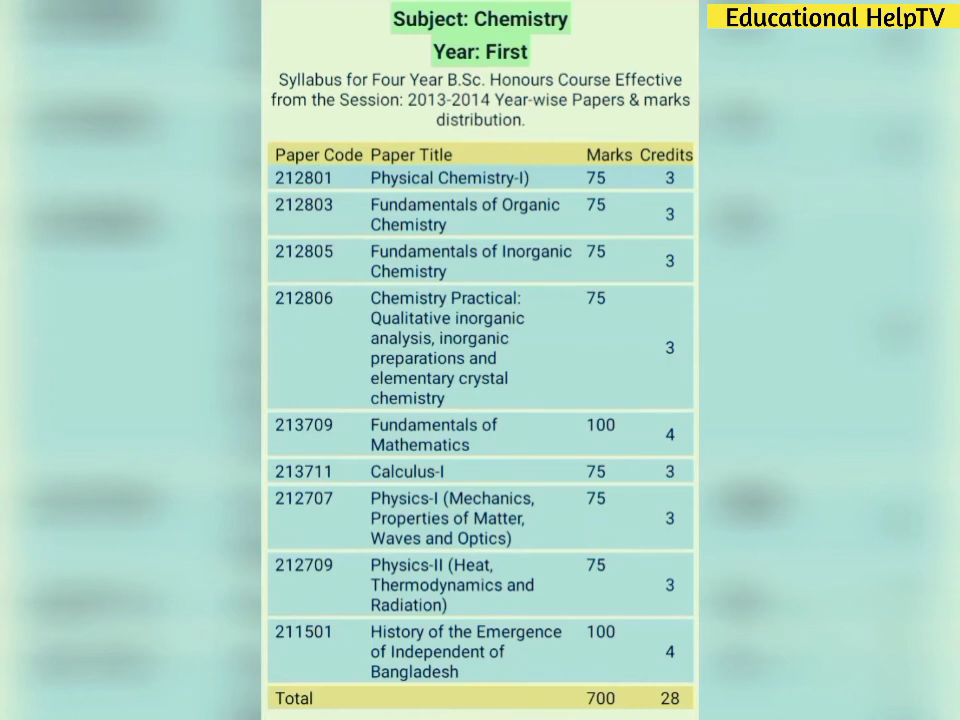 Educational HelpTV
Subject: Chemistry
Year: First
Syllabus for Four Year B.Sc. Honours Course Effective
from the Session: 2013-2014 Year-wise Papers & marks
distribution.
Paper Code Paper Title Marks Credits
212801 Physical Chemistry-I) 75 3
212803 Fundamentals of Organic 75
Chemistry 3
212805 Fundamentals of Inorganic 75
Chemistry 3
212806 Chemistry Practical: 75
Qualitative inorganic
analysis, inorganic
3
preparations and
elementary crystal
chemistry
213709 Fundamentals of 100
Mathematics 4
213711 Calculus-I 75 3
212707 Physics-I (Mechanics, 75
Properties of Matter, 3
Waves and Optics)
212709 Physics-II (Heat, 75
Thermodynamics and 3
Radiation)
211501 History of the Emergence 100
of Independent of 4
Bangladesh
Total 700 28